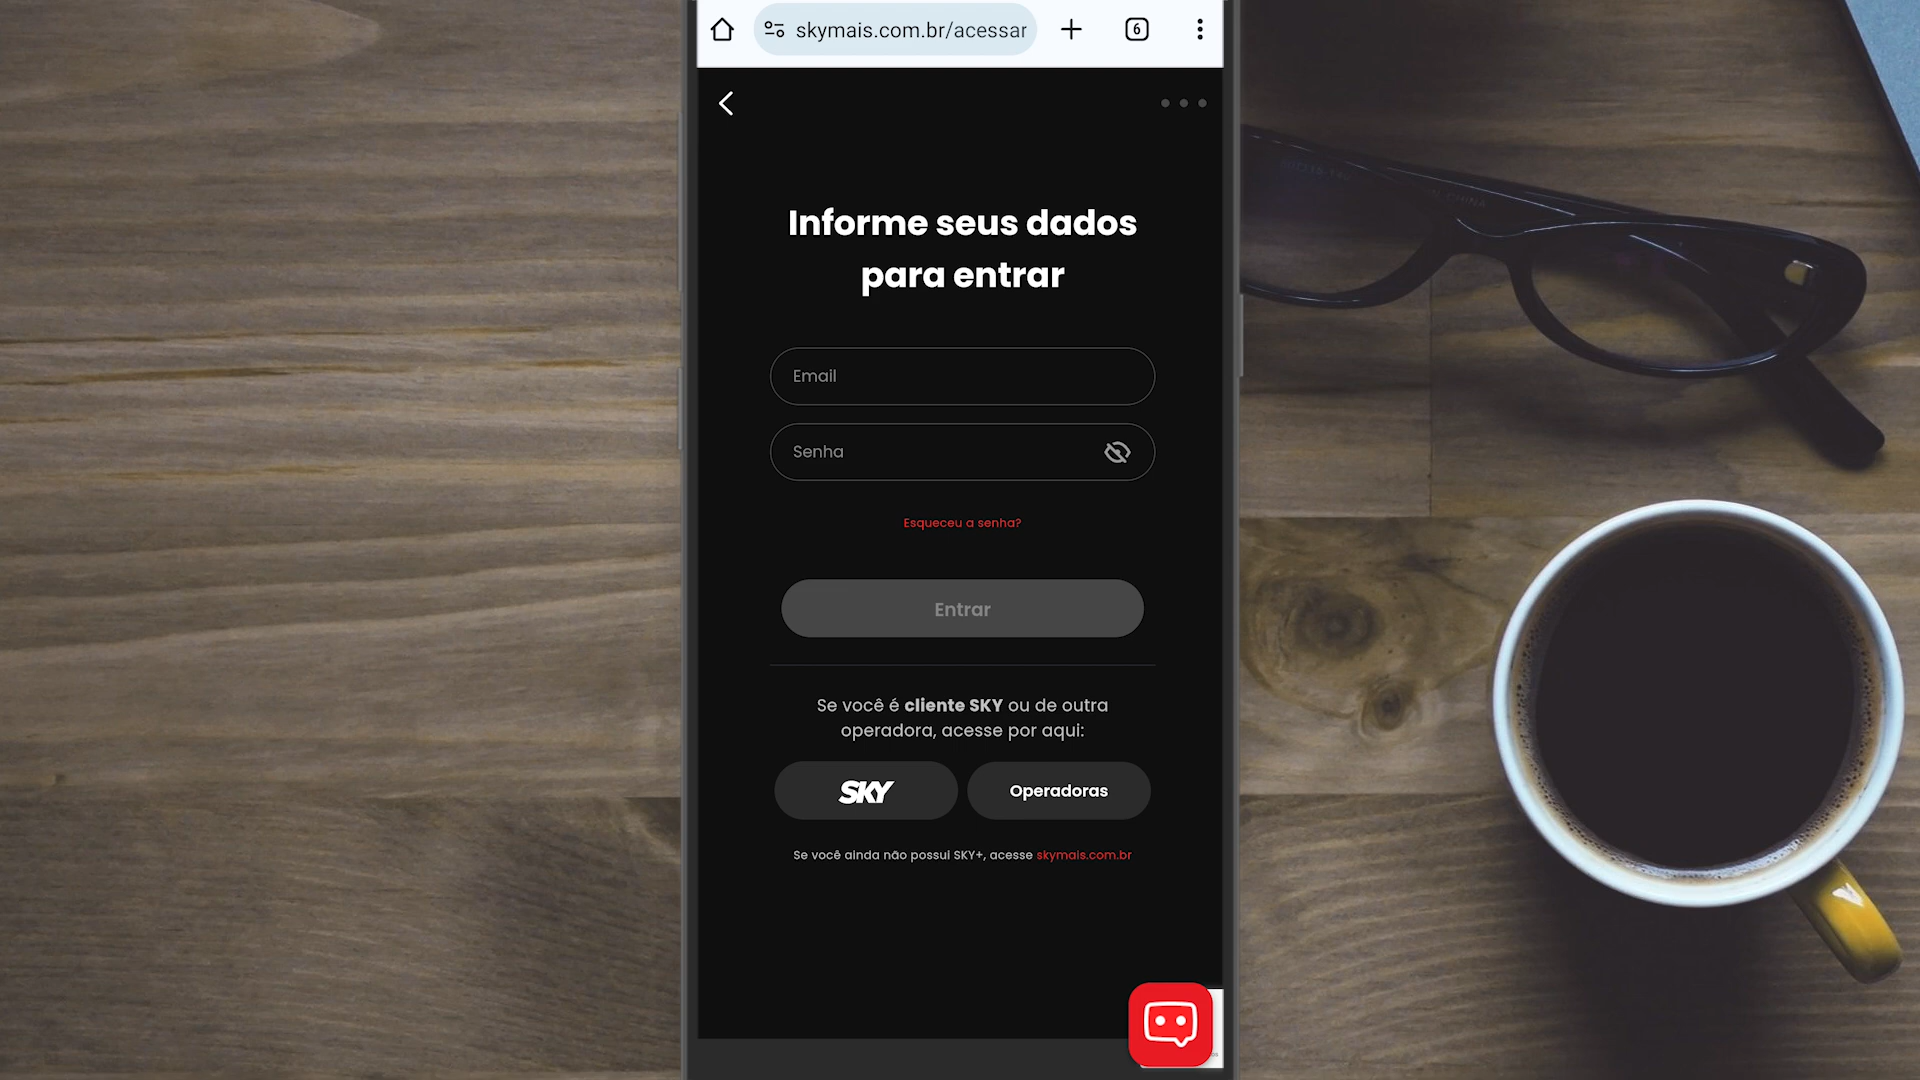 skymais.com.br/acessar
6
Informe seus dados
para entrar
Email
Senha
Esqueceu a senha?
Entrar
Se você é cliente SKY ou de outra
operadora, acesse por aqui:
SKY
Operadoras
Se você ainda não possui SKY+, acesse skymais.com.br
CHINA